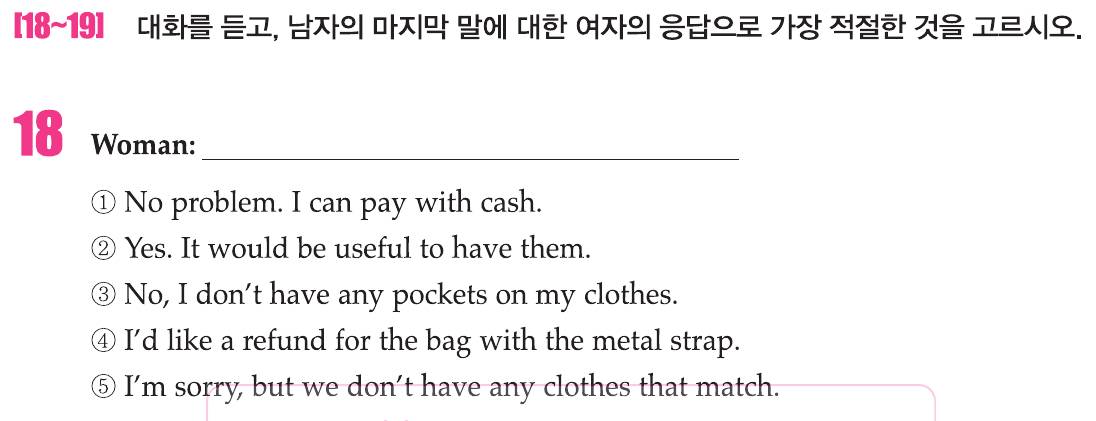 [18~19] 대화를 듣고, 남자의 마지막 말에 대한 여자의 응답으로 가장 적절한 것을 고르시오.
18 Woman:
① No problem. I can pay with cash.
② Yes. It would be useful to have them.
③ No, I don't have any pockets on my clothes.
④ I'd like a refund for the bag with the metal strap.
⑤ I'm sorry, but we don't have any clothes that match.